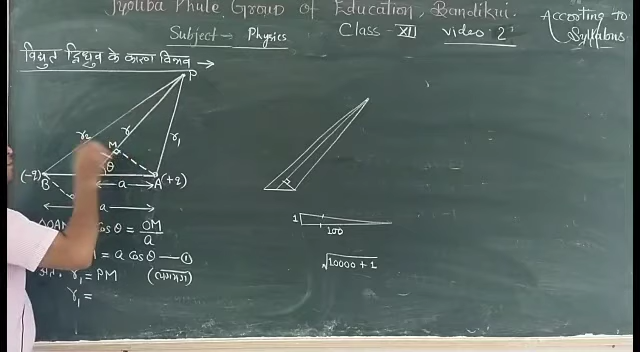 Jyotiba Phule Group of Education, Bandikui.
According to Syllabus
Subject → Physics Class - XI video: 2
विद्युत द्विध्रुव के कारण विभव →
P
r₂ r r₁
M
θ
(-q) B a A (+q)
a
Cos θ = OM/a
= a cos θ — ①
r₁ = PM (लगभग)
r₁ =
1
100
√10000 + 1